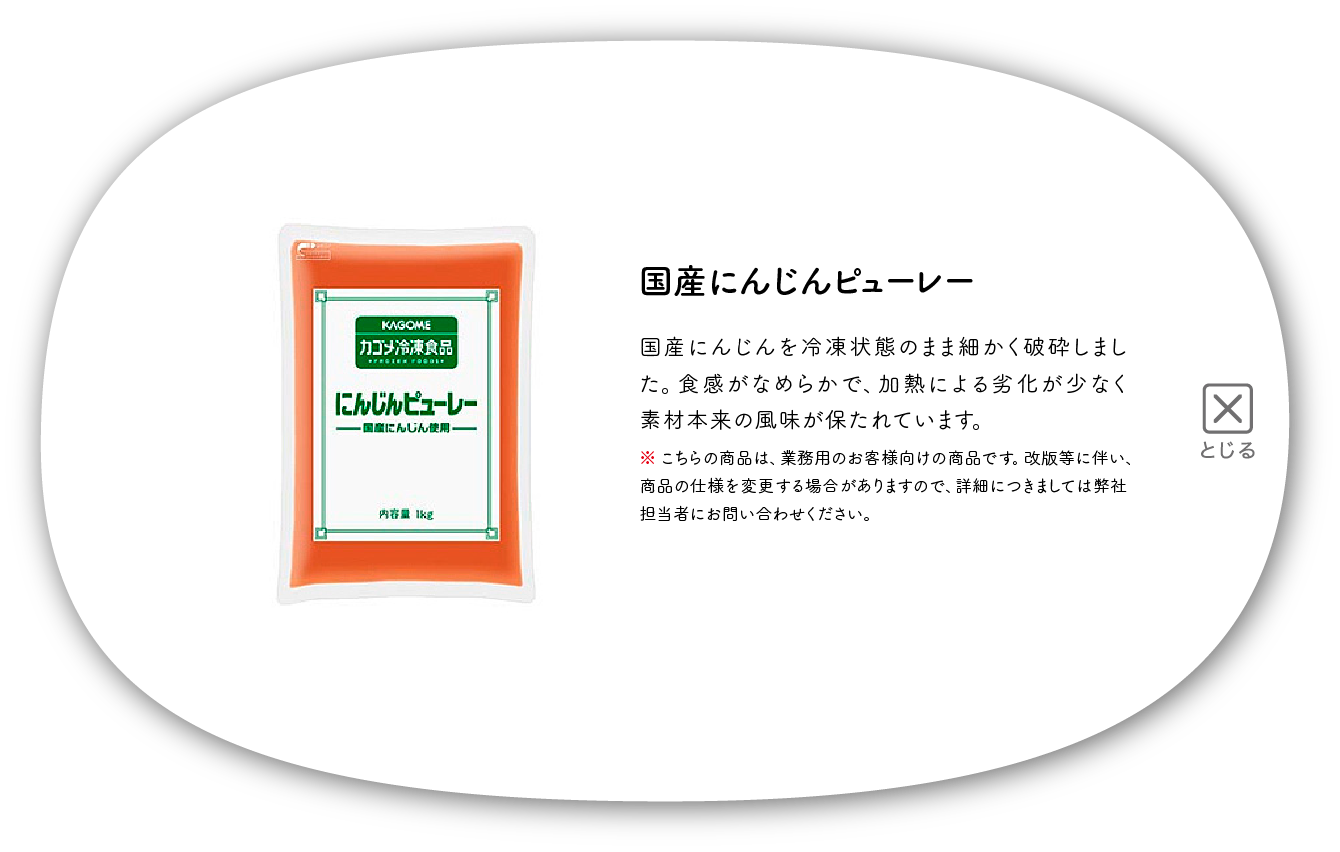 KAGOME
カゴメ冷凍食品
FROZEN FOODS
にんじんピューレー
国産にんじん使用
内容量 1kg
国産にんじんピューレー
国産にんじんを冷凍状態のまま細かく破砕しまし
た。食感がなめらかで、加熱による劣化が少なく
素材本来の風味が保たれています。
※ こちらの商品は、業務用のお客様向けの商品です。改版等に伴い、
商品の仕様を変更する場合がありますので、詳細につきましては弊社
担当者にお問い合わせください。
とじる